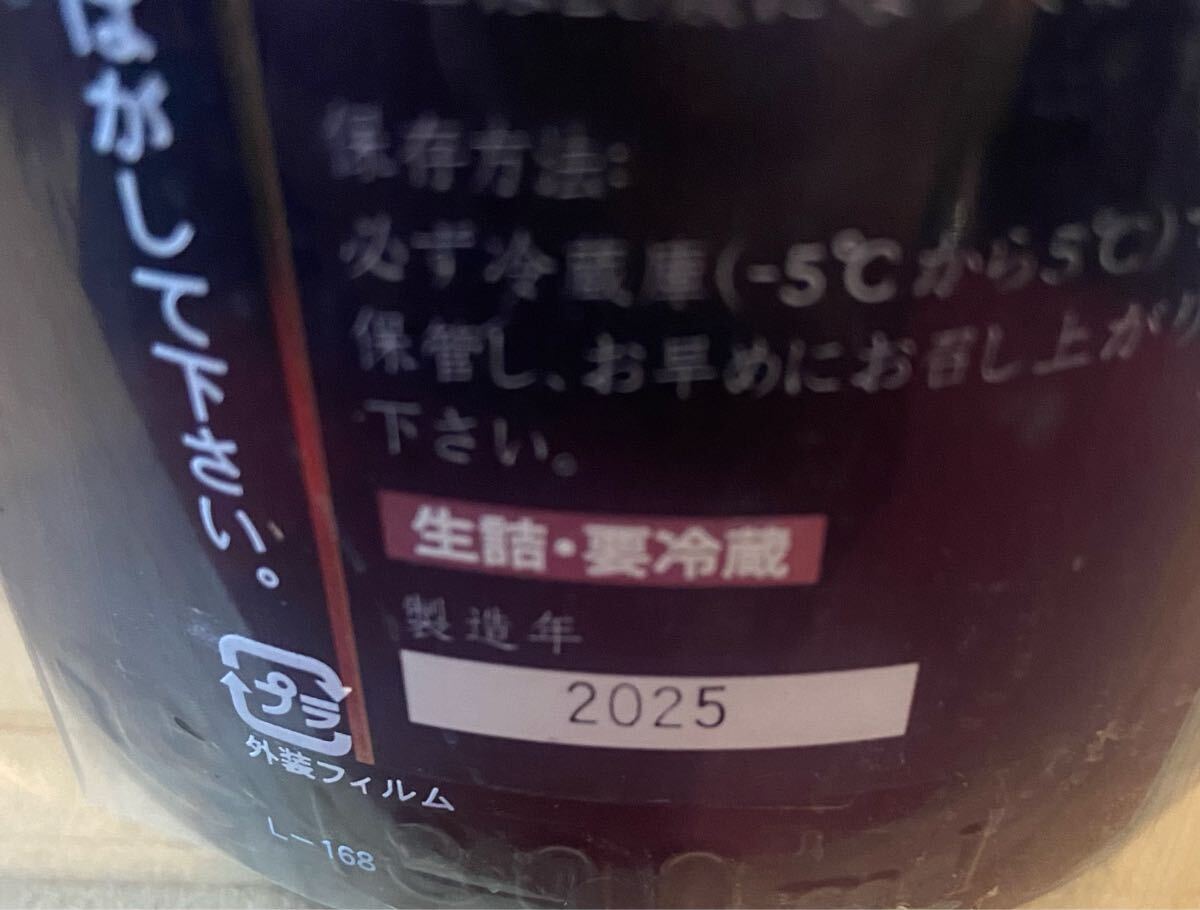 はがして下さい。
保存方法:
必ず冷蔵庫(-5℃から5℃)
保管し、お早めにお召し上がり
下さい。
生詰・要冷蔵
製造年
2025
プラ
外装フィルム
L-168